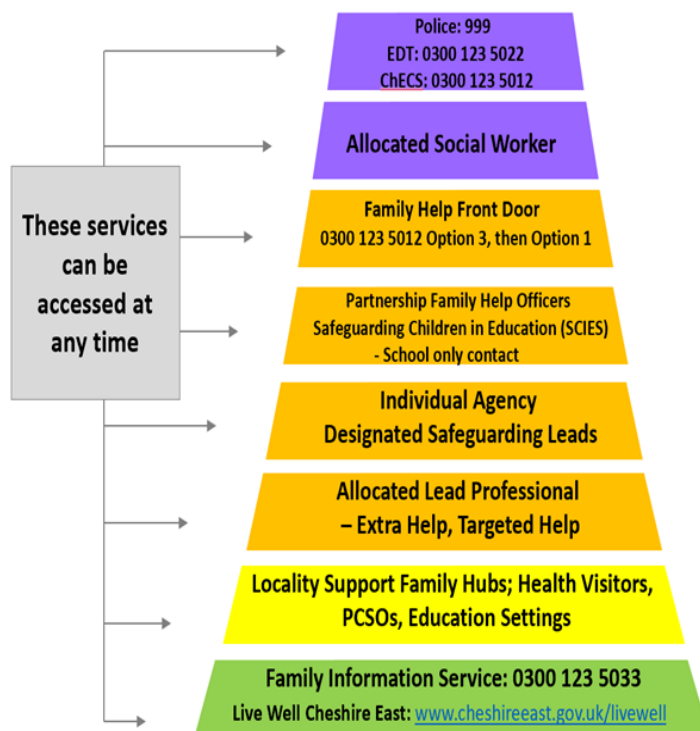 Police: 999
EDT: 0300 123 5022
ChECS: 0300 123 5012
Allocated Social Worker
These services
can be
accessed at
any time
Family Help Front Door
0300 123 5012 Option 3, then Option 1
Partnership Family Help Officers
Safeguarding Children in Education (SCIES)
- School only contact
Individual Agency
Designated Safeguarding Leads
Allocated Lead Professional
– Extra Help, Targeted Help
Locality Support Family Hubs; Health Visitors,
PCSOs, Education Settings
Family Information Service: 0300 123 5033
Live Well Cheshire East: www.cheshireeast.gov.uk/livewell